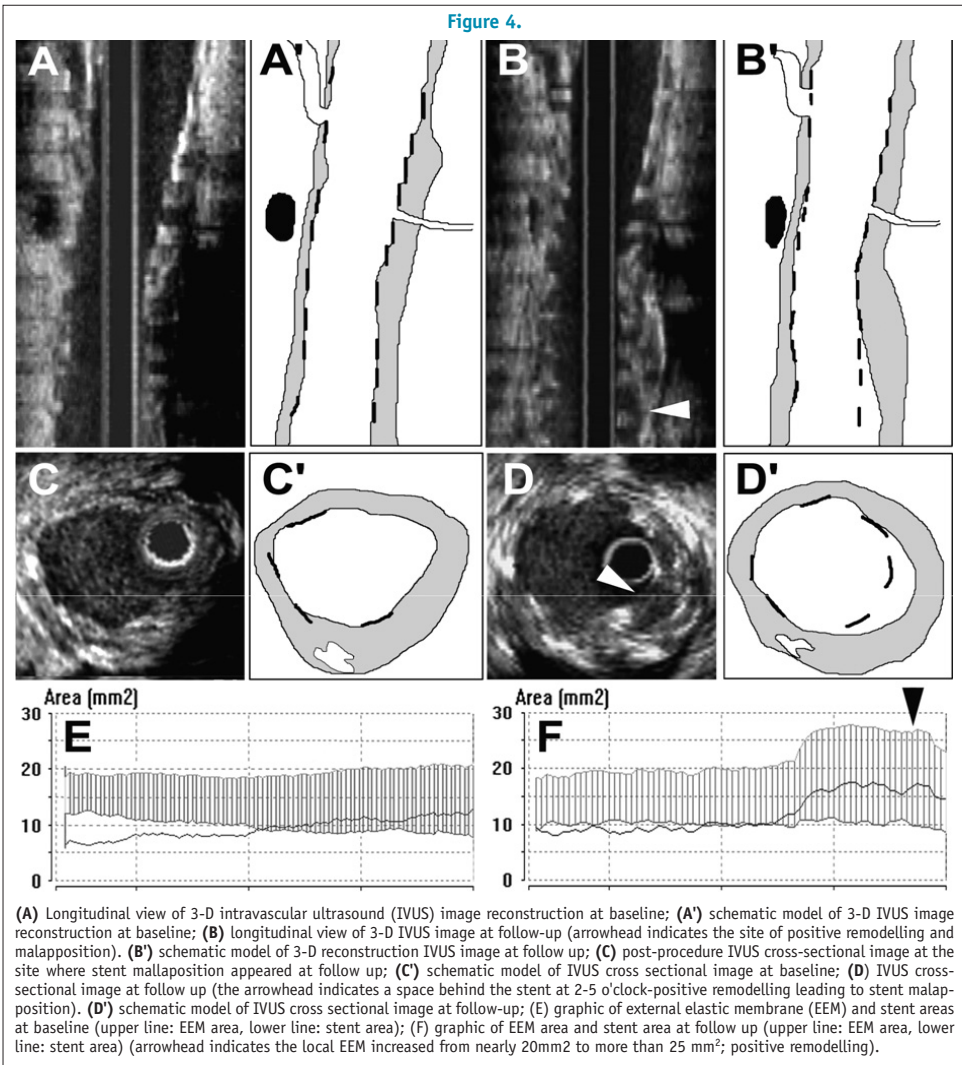 Figure 4.
A
A'
B
B'
C
C'
D
D'
Area (mm2)
30
20
10
0
E
Area (mm2)
30
20
10
0
F
(A) Longitudinal view of 3-D intravascular ultrasound (IVUS) image reconstruction at baseline; (A') schematic model of 3-D IVUS image
reconstruction at baseline; (B) longitudinal view of 3-D IVUS image at follow-up (arrowhead indicates the site of positive remodelling and
malapposition). (B') schematic model of 3-D reconstruction IVUS image at follow up; (C) post-procedure IVUS cross-sectional image at the
site where stent mallaposition appeared at follow up; (C') schematic model of IVUS cross sectional image at baseline; (D) IVUS cross-
sectional image at follow up (the arrowhead indicates a space behind the stent at 2-5 o'clock-positive remodelling leading to stent malap-
position). (D') schematic model of IVUS cross sectional image at follow-up; (E) graphic of external elastic membrane (EEM) and stent areas
at baseline (upper line: EEM area, lower line: stent area); (F) graphic of EEM area and stent area at follow up (upper line: EEM area, lower
line: stent area) (arrowhead indicates the local EEM increased from nearly 20mm2 to more than 25 mm²; positive remodelling).